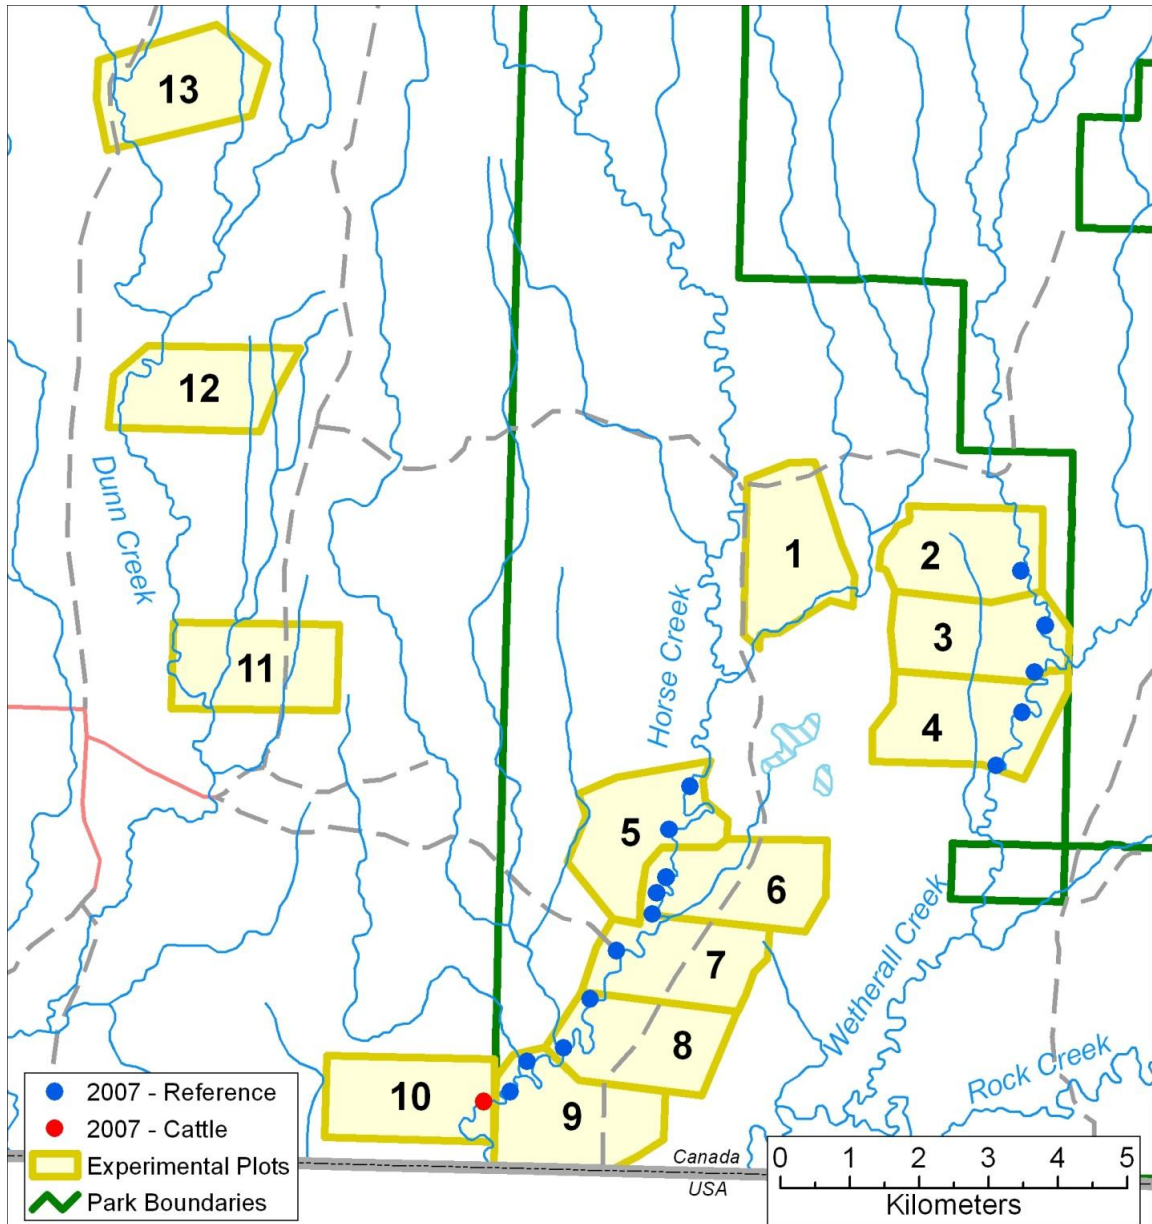 13
12
Dunn Creek
1
2
3
11
Horse Creek
4
5
6
7
Wetherall Creek
8
Rock Creek
10
9
2007 - Reference
2007 - Cattle
Experimental Plots
Park Boundaries
Canada
USA
0 1 2 3 4 5
Kilometers